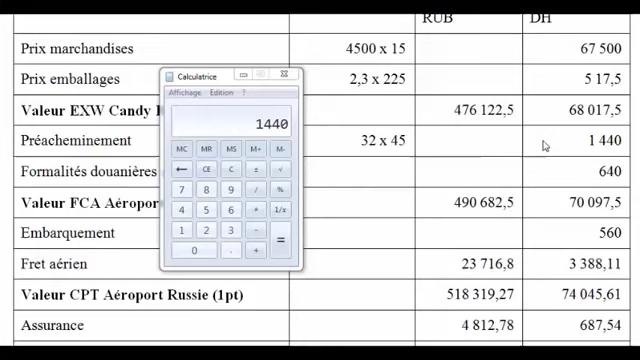 RUB DH
Prix marchandises 4500 x 15 67 500
Prix emballages 2,3 x 225 5 17,5
Valeur EXW Candy 476 122,5 68 017,5
Préacheminement 32 x 45 1 440
Formalités douanières 640
Valeur FCA Aéropor 490 682,5 70 097,5
Embarquement 560
Fret aérien 23 716,8 3 388,11
Valeur CPT Aéroport Russie (1pt) 518 319,27 74 045,61
Assurance 4 812,78 687,54
Calculatrice
Affichage Edition ?
1440
MC MR MS M+ M-
← CE C ± √
7 8 9 / %
4 5 6 * 1/x
1 2 3 - =
0 . +